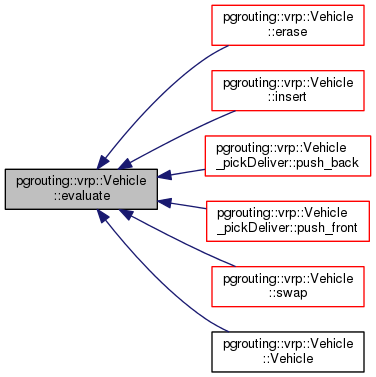 pgrouting::vrp::Vehicle
::erase
pgrouting::vrp::Vehicle
::insert
pgrouting::vrp::Vehicle
_pickDeliver::push_back
pgrouting::vrp::Vehicle
::evaluate
pgrouting::vrp::Vehicle
_pickDeliver::push_front
pgrouting::vrp::Vehicle
::swap
pgrouting::vrp::Vehicle
::Vehicle